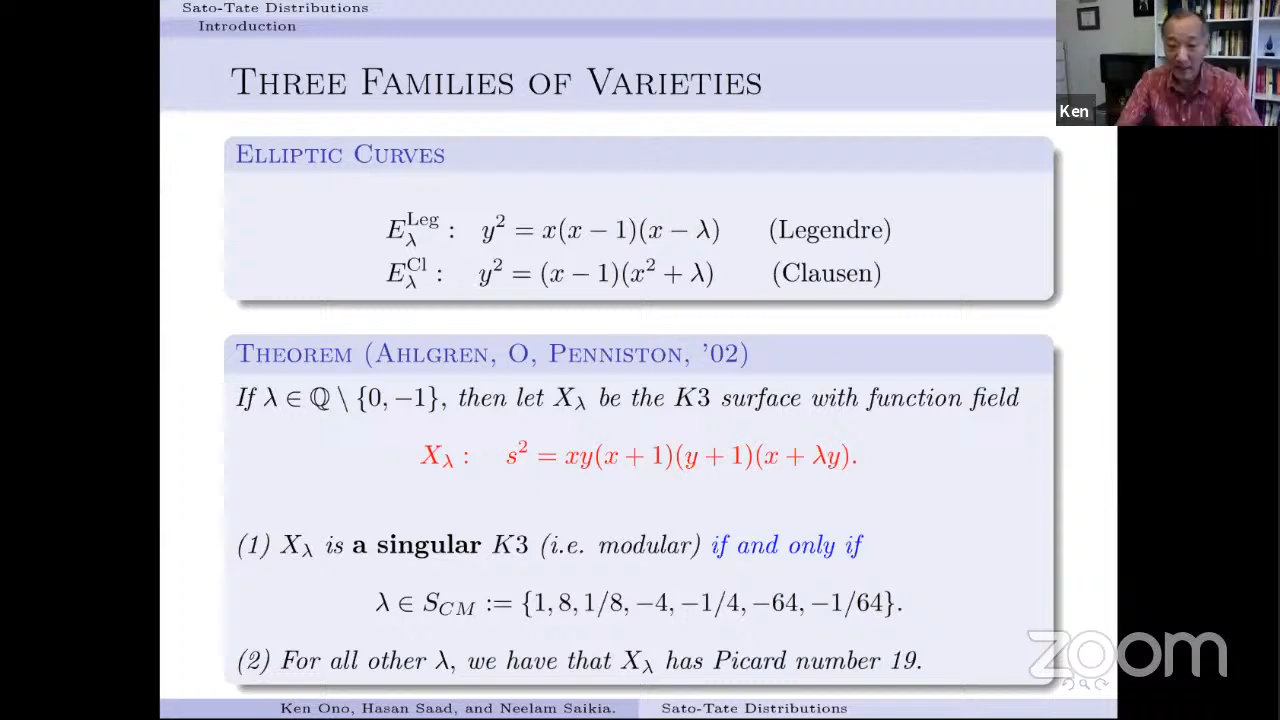 Sato-Tate Distributions
Introduction
Three Families of Varieties
Ken
Elliptic Curves
E_λ^Leg : y² = x(x − 1)(x − λ) (Legendre)
E_λ^Cl : y² = (x − 1)(x² + λ) (Clausen)
Theorem (Ahlgren, O, Penniston, '02)
If λ ∈ ℚ \ {0, −1}, then let X_λ be the K3 surface with function field
X_λ : s² = xy(x + 1)(y + 1)(x + λy).
(1) X_λ is a singular K3 (i.e. modular) if and only if
λ ∈ S_CM := {1, 8, 1/8, −4, −1/4, −64, −1/64}.
(2) For all other λ, we have that X_λ has Picard number 19.
zoom
Ken Ono, Hasan Saad, and Neelam Saikia. Sato-Tate Distributions